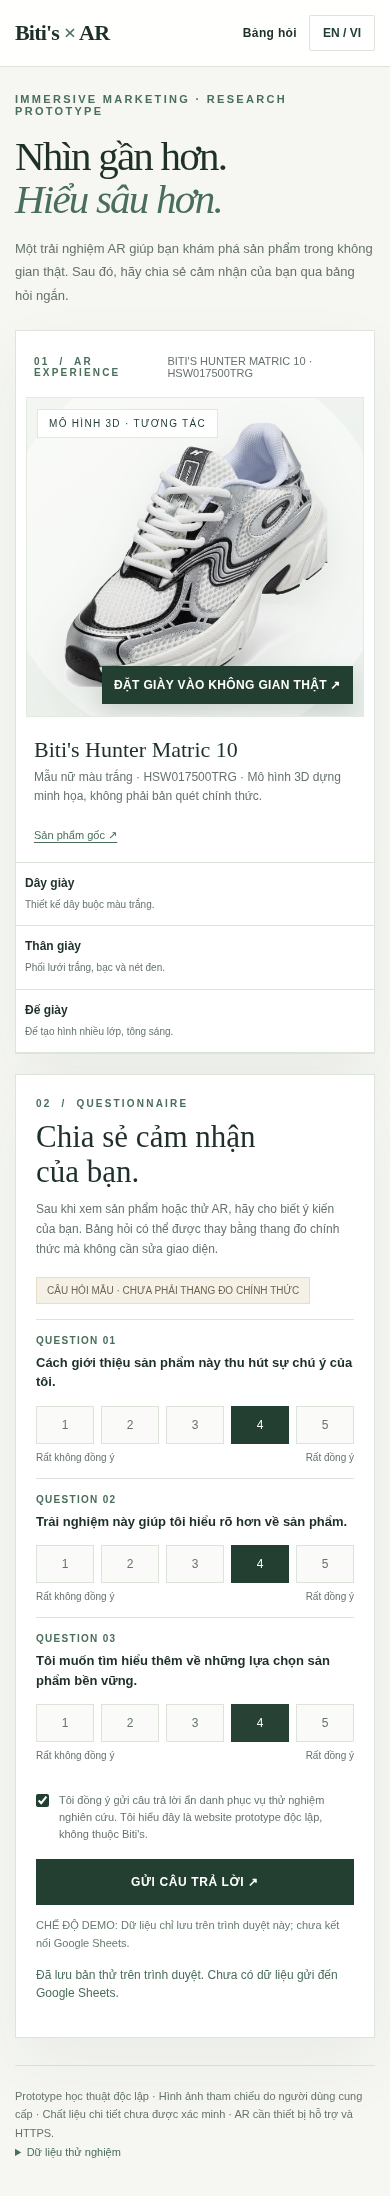 Biti's × AR
Bảng hỏi
EN / VI
IMMERSIVE MARKETING · RESEARCH
PROTOTYPE
Nhìn gần hơn.
Hiểu sâu hơn.
Một trải nghiệm AR giúp bạn khám phá sản phẩm trong không
gian thật. Sau đó, hãy chia sẻ cảm nhận của bạn qua bảng
hỏi ngắn.
01 / AR
EXPERIENCE
BITI'S HUNTER MATRIC 10 ·
HSW017500TRG
MÔ HÌNH 3D · TƯƠNG TÁC
ĐẶT GIÀY VÀO KHÔNG GIAN THẬT ↗
Biti's Hunter Matric 10
Mẫu nữ màu trắng · HSW017500TRG · Mô hình 3D dựng
minh họa, không phải bản quét chính thức.
Sản phẩm gốc ↗
Dây giày
Thiết kế dây buộc màu trắng.
Thân giày
Phối lưới trắng, bạc và nét đen.
Đế giày
Đế tạo hình nhiều lớp, tông sáng.
02 / QUESTIONNAIRE
Chia sẻ cảm nhận
của bạn.
Sau khi xem sản phẩm hoặc thử AR, hãy cho biết ý kiến
của bạn. Bảng hỏi có thể được thay bằng thang đo chính
thức mà không cần sửa giao diện.
CÂU HỎI MẪU · CHƯA PHẢI THANG ĐO CHÍNH THỨC
QUESTION 01
Cách giới thiệu sản phẩm này thu hút sự chú ý của
tôi.
1 2 3 4 5
Rất không đồng ý Rất đồng ý
QUESTION 02
Trải nghiệm này giúp tôi hiểu rõ hơn về sản phẩm.
1 2 3 4 5
Rất không đồng ý Rất đồng ý
QUESTION 03
Tôi muốn tìm hiểu thêm về những lựa chọn sản
phẩm bền vững.
1 2 3 4 5
Rất không đồng ý Rất đồng ý
Tôi đồng ý gửi câu trả lời ẩn danh phục vụ thử nghiệm
nghiên cứu. Tôi hiểu đây là website prototype độc lập,
không thuộc Biti's.
GỬI CÂU TRẢ LỜI ↗
CHẾ ĐỘ DEMO: Dữ liệu chỉ lưu trên trình duyệt này; chưa kết
nối Google Sheets.
Đã lưu bản thử trên trình duyệt. Chưa có dữ liệu gửi đến
Google Sheets.
Prototype học thuật độc lập · Hình ảnh tham chiếu do người dùng cung
cấp · Chất liệu chi tiết chưa được xác minh · AR cần thiết bị hỗ trợ và
HTTPS.
▶ Dữ liệu thử nghiệm